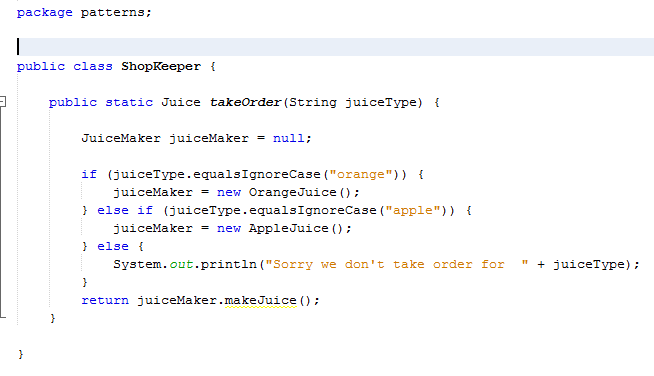 package patterns;
public class ShopKeeper {
public static Juice takeOrder(String juiceType) {
JuiceMaker juiceMaker = null;
if (juiceType.equalsIgnoreCase("orange")) {
juiceMaker = new OrangeJuice();
} else if (juiceType.equalsIgnoreCase("apple")) {
juiceMaker = new AppleJuice();
} else {
System.out.println("Sorry we don't take order for  " + juiceType);
}
return juiceMaker.makeJuice();
}
}